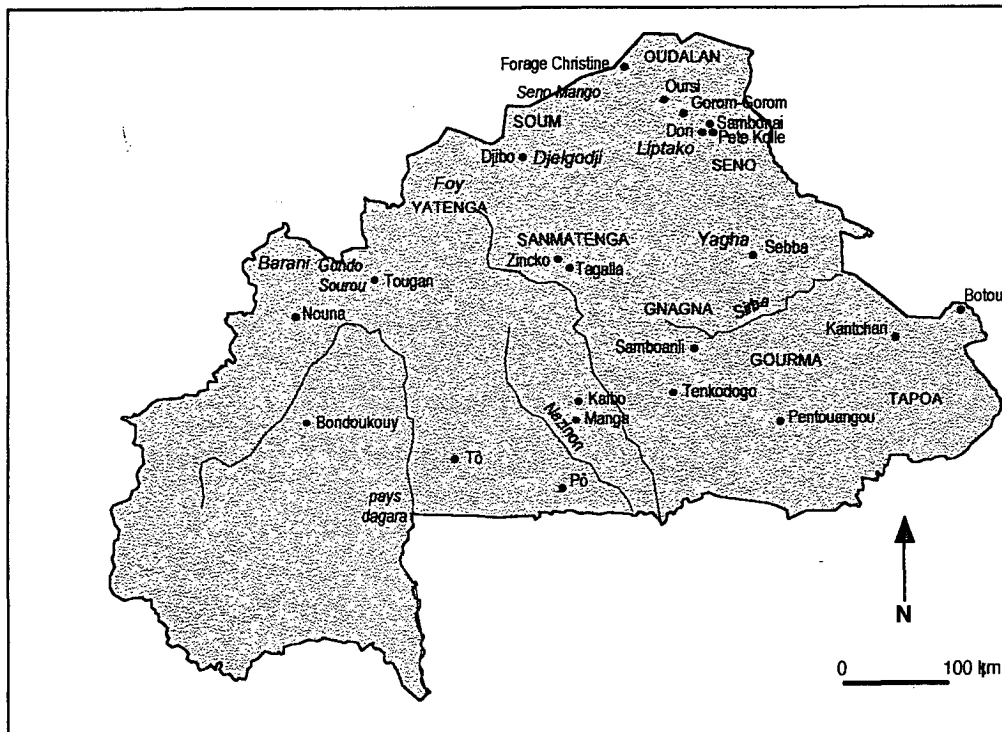 Forage Christine
OUDALAN
Seno-Mango
Oursi
Gorom-Gorom
SOUM
Sambonai
Dori
Pete Kolle
Djibo
Djelgodji
Liptako
SENO
Foy
YATENGA
SANMATENGA
Yagha
Sebba
Zincko
Tagalla
Barani
Gondo
Sourou
Tougan
Nouna
GNAGNA
Sirba
Botou
Kantchari
Samboanli
GOURMA
Kaibo
Tenkodogo
TAPOA
Manga
Nazinon
Pentouangou
Bondoukouy
Tô
Pô
pays
dagara
N
0
100 km